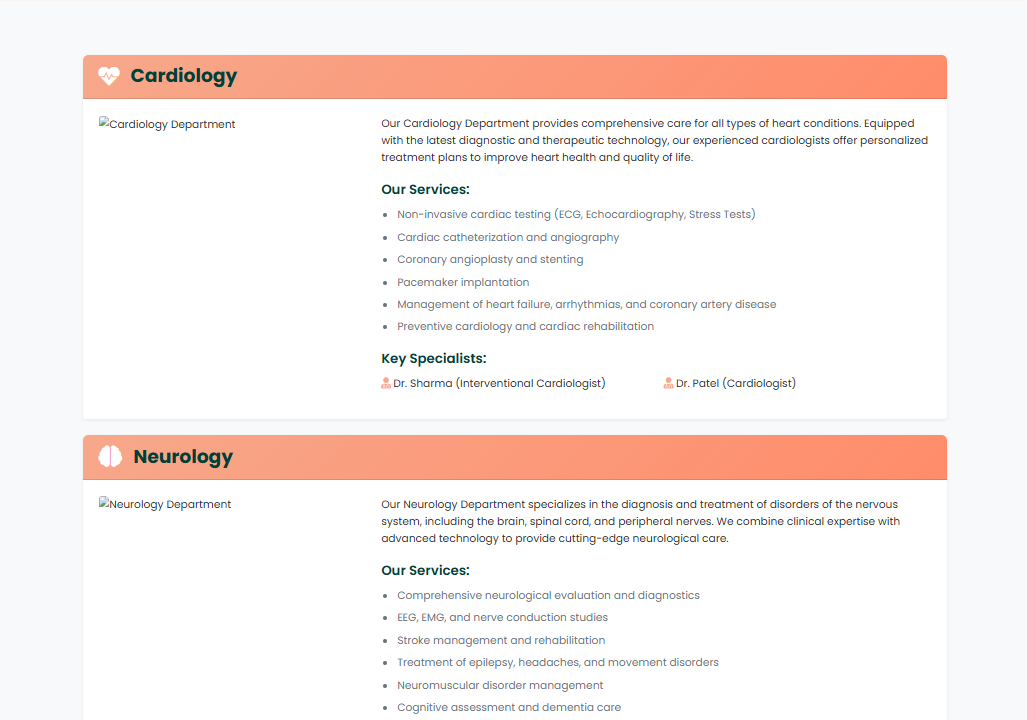 Cardiology
Cardiology Department
Our Cardiology Department provides comprehensive care for all types of heart conditions. Equipped
with the latest diagnostic and therapeutic technology, our experienced cardiologists offer personalized
treatment plans to improve heart health and quality of life.
Our Services:
Non-invasive cardiac testing (ECG, Echocardiography, Stress Tests)
Cardiac catheterization and angiography
Coronary angioplasty and stenting
Pacemaker implantation
Management of heart failure, arrhythmias, and coronary artery disease
Preventive cardiology and cardiac rehabilitation
Key Specialists:
Dr. Sharma (Interventional Cardiologist)
Dr. Patel (Cardiologist)
Neurology
Neurology Department
Our Neurology Department specializes in the diagnosis and treatment of disorders of the nervous
system, including the brain, spinal cord, and peripheral nerves. We combine clinical expertise with
advanced technology to provide cutting-edge neurological care.
Our Services:
Comprehensive neurological evaluation and diagnostics
EEG, EMG, and nerve conduction studies
Stroke management and rehabilitation
Treatment of epilepsy, headaches, and movement disorders
Neuromuscular disorder management
Cognitive assessment and dementia care